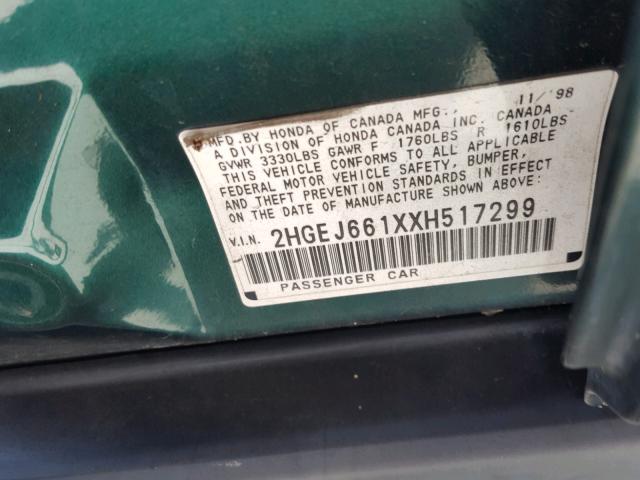 MFD.BY HONDA OF CANADA MFG., 11/'98
A DIVISION OF HONDA CANADA INC. CANADA
GVWR 3330LBS GAWR F 1760LBS R 1610LBS
THIS VEHICLE CONFORMS TO ALL APPLICABLE
FEDERAL MOTOR VEHICLE SAFETY, BUMPER,
AND THEFT PREVENTION STANDARDS IN EFFECT
ON THE DATE OF MANUFACTURE SHOWN ABOVE:
V.I.N. 2HGEJ661XXH517299
PASSENGER CAR